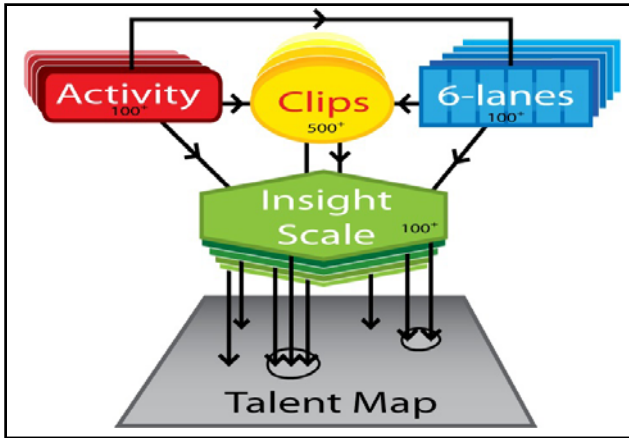 Activity
100+
Clips
500+
6-lanes
100+
Insight
Scale
100+
Talent Map